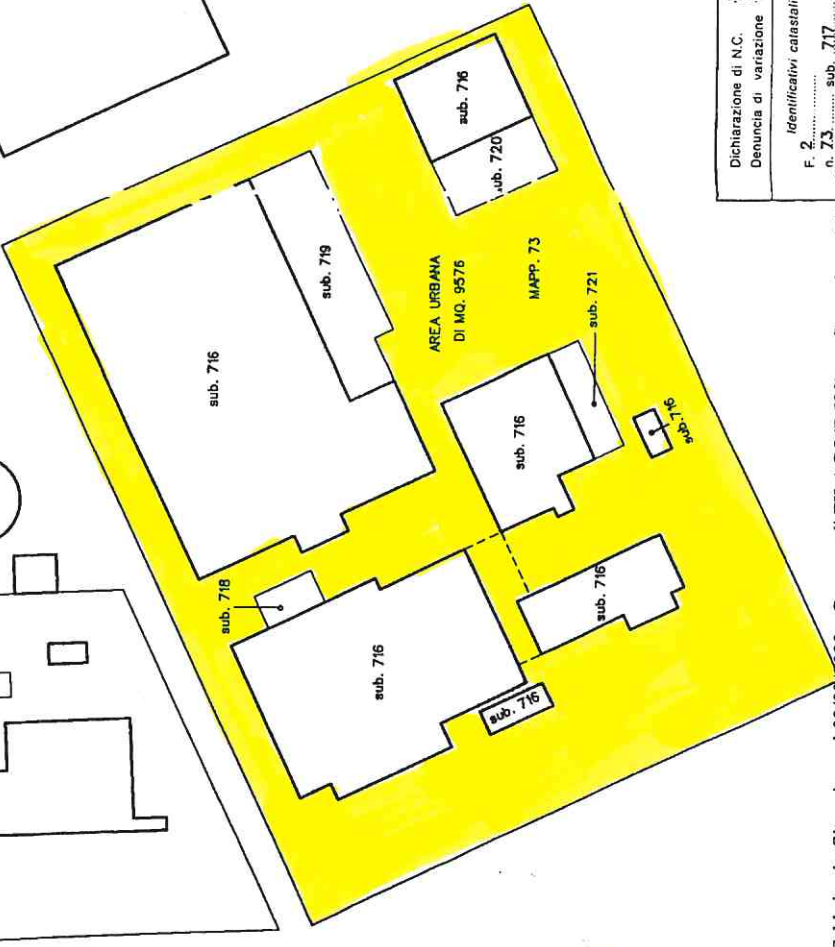 Dichiarazione di N.C.
Denuncia di variazione
Identificativi catastali
F. 2
n. 73 sub. 717
sub. 716
sub. 720
sub. 719
sub. 716
AREA URBANA
DI MQ. 9576
MAPP. 73
sub. 721
sub. 716
sub. 716
sub. 718
sub. 716
sub. 716
sub. 716